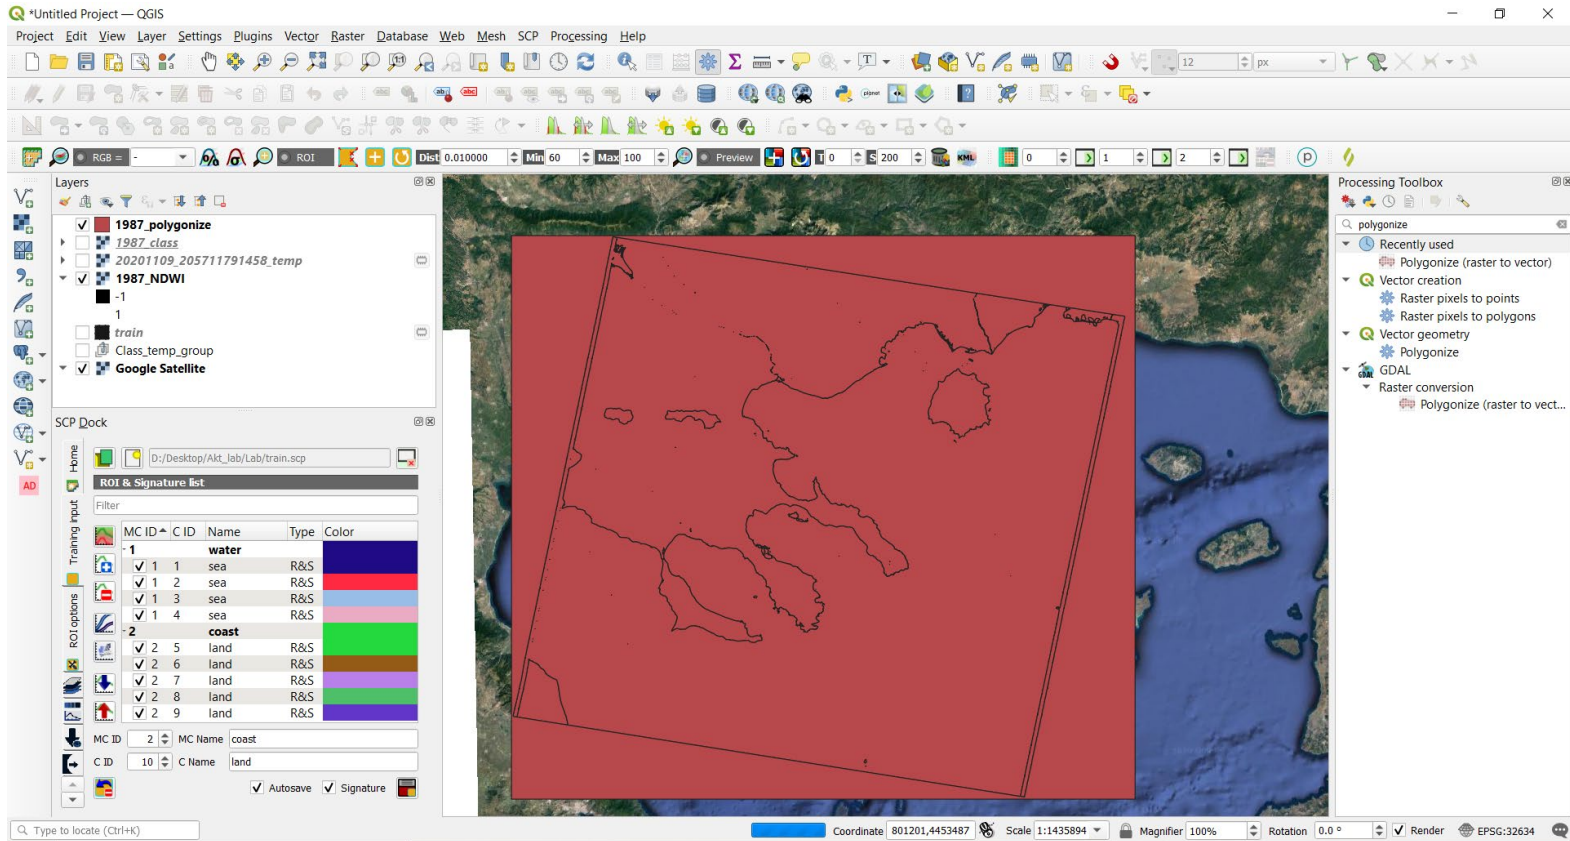 *Untitled Project — QGIS
Project Edit View Layer Settings Plugins Vector Raster Database Web Mesh SCP Processing Help
12 px
RGB = - ROI Dist 0.010000 Min 60 Max 100 Preview T 0 S 200 KML 0 1 2
Layers
1987_polygonize
1987_class
20201109_205711791458_temp
1987_NDWI
-1
1
train
Class_temp_group
Google Satellite
SCP Dock
Home
Training input
ROI options
D:/Desktop/Akt_lab/Lab/train.scp
ROI & Signature list
Filter
MC ID C ID Name Type Color
1 water
1 1 sea R&S
1 2 sea R&S
1 3 sea R&S
1 4 sea R&S
2 coast
2 5 land R&S
2 6 land R&S
2 7 land R&S
2 8 land R&S
2 9 land R&S
MC ID 2 MC Name coast
C ID 10 C Name land
Autosave Signature
AD
Processing Toolbox
polygonize
Recently used
Polygonize (raster to vector)
Vector creation
Raster pixels to points
Raster pixels to polygons
Vector geometry
Polygonize
GDAL
Raster conversion
Polygonize (raster to vect...
Type to locate (Ctrl+K)
Coordinate 801201,4453487 Scale 1:1435894 Magnifier 100% Rotation 0.0 ° Render EPSG:32634